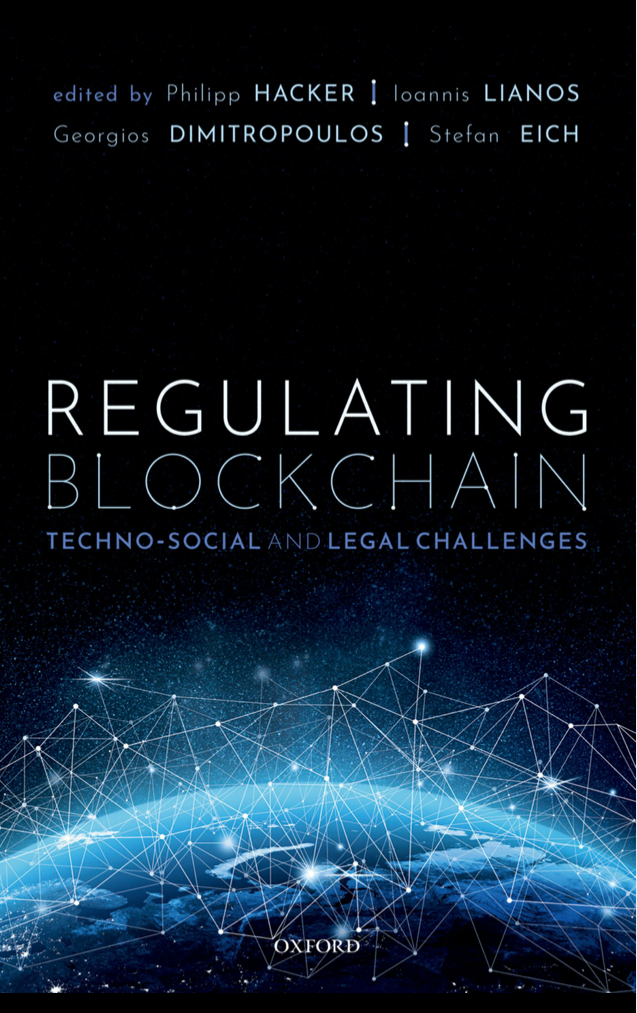 edited by Philipp HACKER | Ioannis LIANOS
Georgios DIMITROPOULOS | Stefan EICH
REGULATING
BLOCKCHAIN
TECHNO-SOCIAL AND LEGAL CHALLENGES
OXFORD